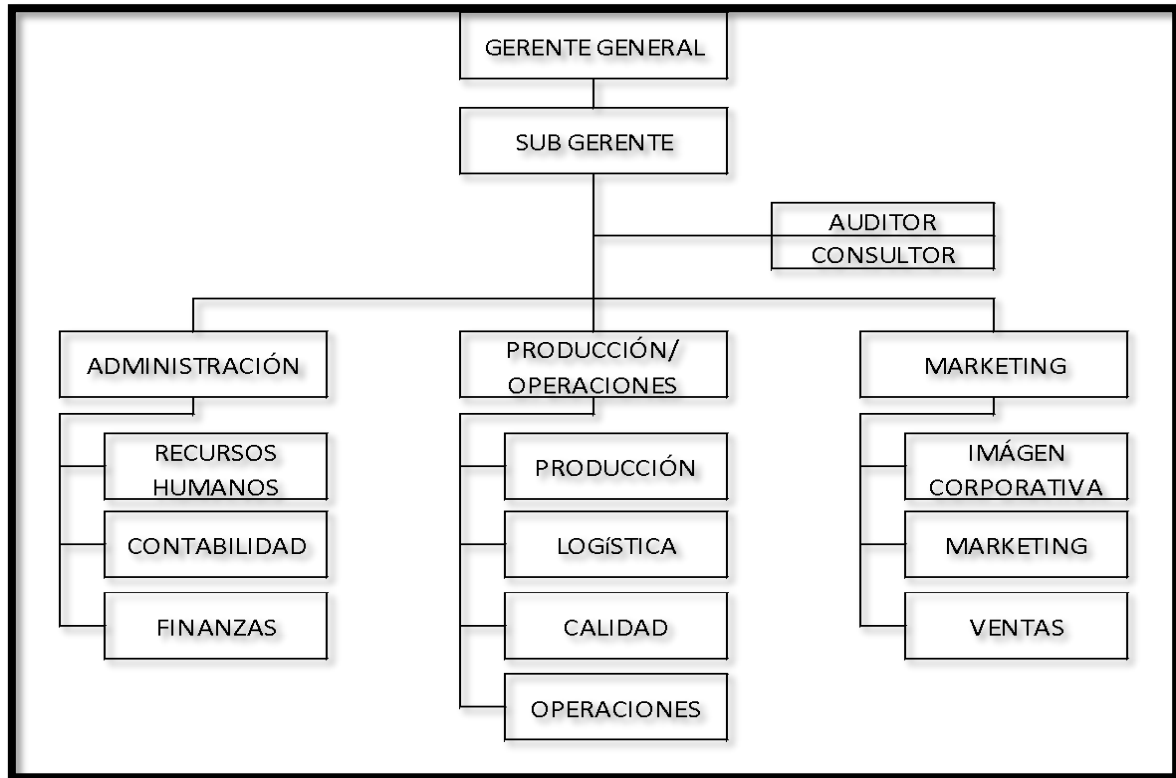 GERENTE GENERAL
SUB GERENTE
AUDITOR
CONSULTOR
ADMINISTRACIÓN
RECURSOS
HUMANOS
CONTABILIDAD
FINANZAS
PRODUCCIÓN/
OPERACIONES
PRODUCCIÓN
LOGíSTICA
CALIDAD
OPERACIONES
MARKETING
IMÁGEN
CORPORATIVA
MARKETING
VENTAS